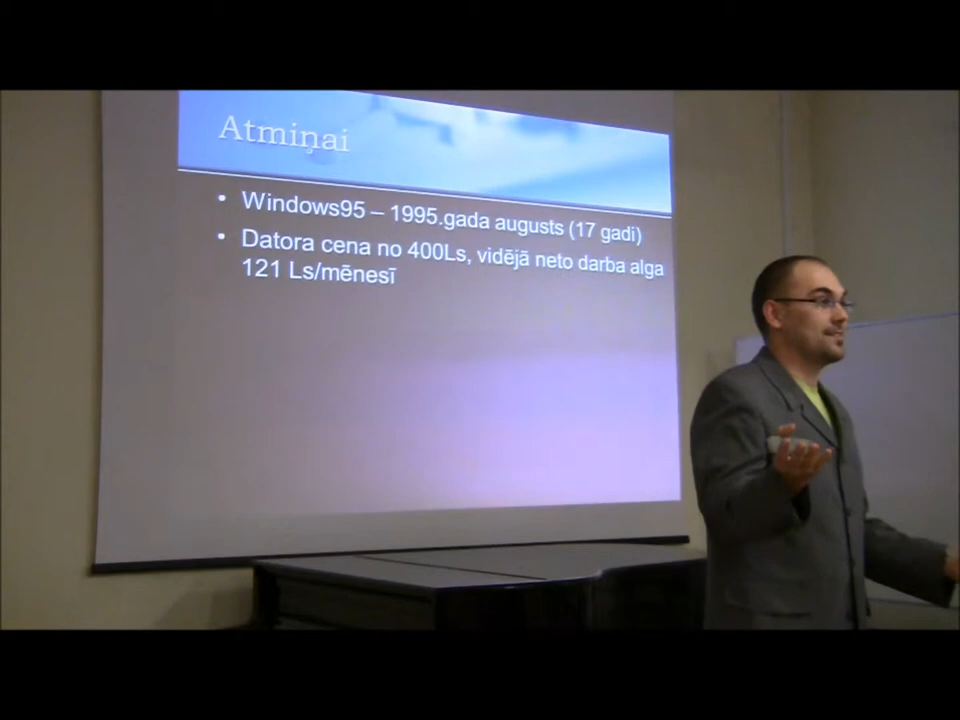 Atmiņai
• Windows95 – 1995.gada augusts (17 gadi)
• Datora cena no 400Ls, vidējā neto darba alga
121 Ls/mēnesī